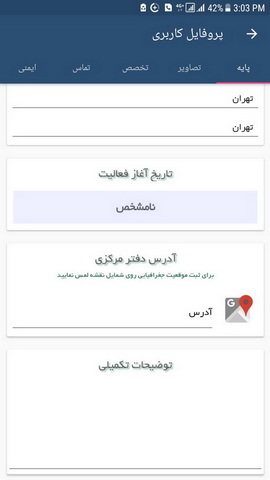 42% 3:03 PM
پروفایل کاربری
پایه تصاویر تخصص تماس ایمنی
تهران
تهران
تاریخ آغاز فعالیت
نامشخص
آدرس دفتر مرکزی
برای ثبت موقعیت جغرافیایی روی شمایل نقشه لمس نمایید
آدرس
توضیحات تکمیلی